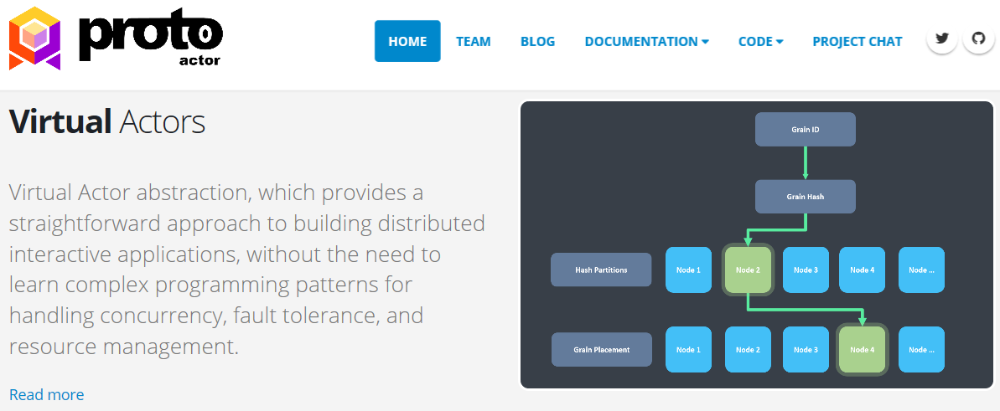 proto
actor
HOME
TEAM
BLOG
DOCUMENTATION
CODE
PROJECT CHAT
Virtual Actors
Virtual Actor abstraction, which provides a
straightforward approach to building distributed
interactive applications, without the need to
learn complex programming patterns for
handling concurrency, fault tolerance, and
resource management.
Read more
Grain ID
Grain Hash
Hash Partitions
Node 1
Node 2
Node 3
Node 4
Node ...
Grain Placement
Node 1
Node 2
Node 3
Node 4
Node ...